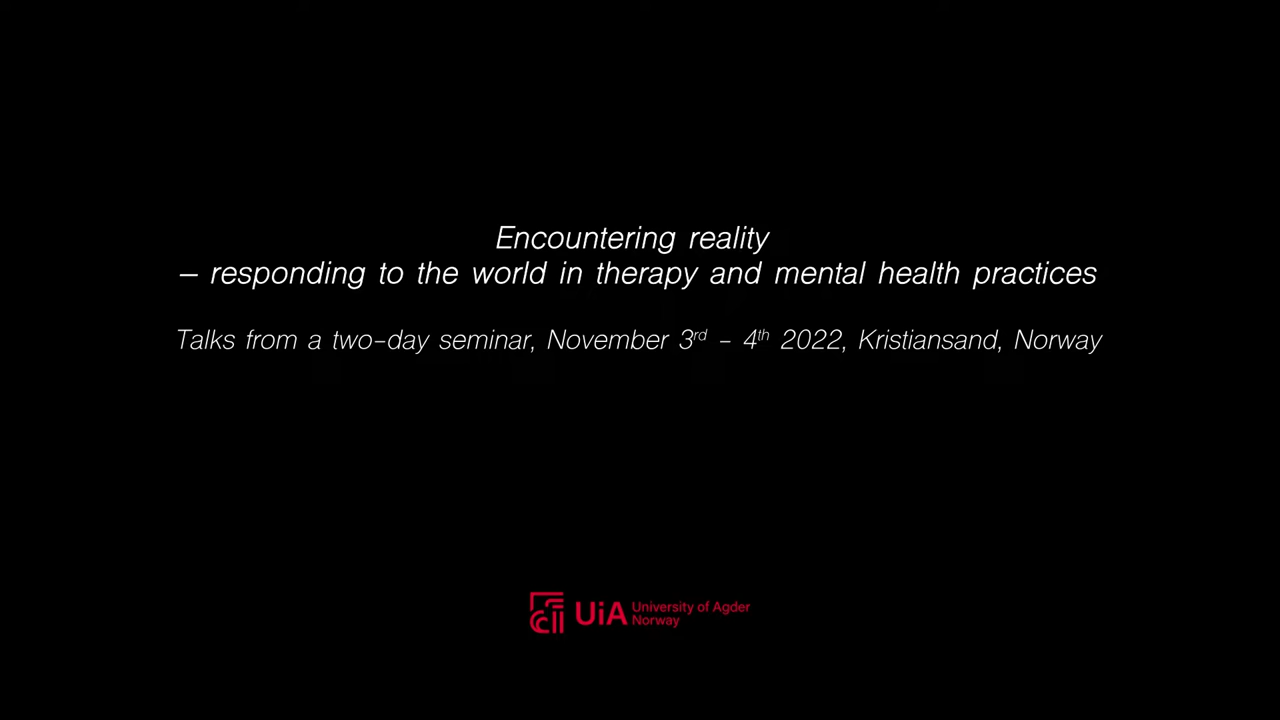 Encountering reality
– responding to the world in therapy and mental health practices
Talks from a two-day seminar, November 3rd - 4th 2022, Kristiansand, Norway
UiA University of Agder
Norway